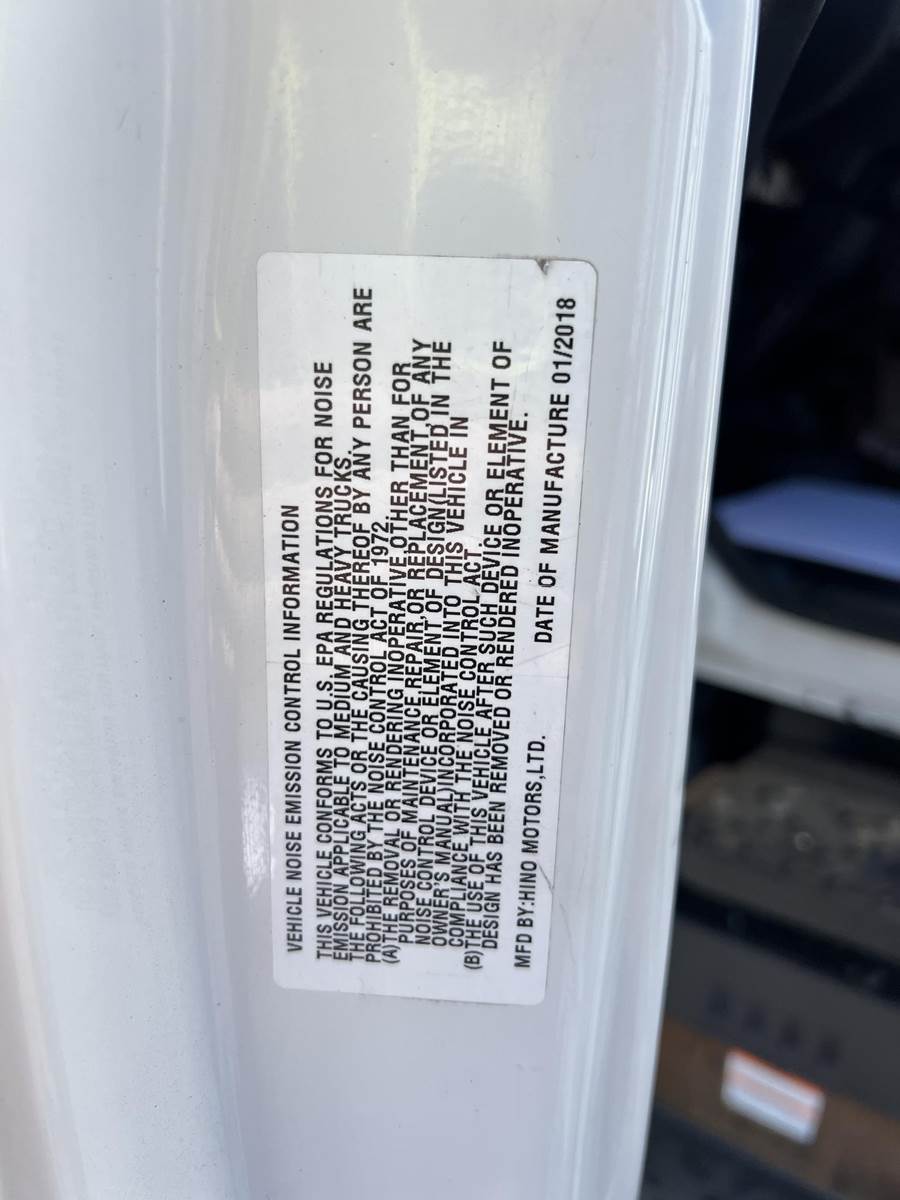 VEHICLE NOISE EMISSION CONTROL INFORMATION
THIS VEHICLE CONFORMS TO U.S. EPA REGULATIONS FOR NOISE
EMISSION APPLICABLE TO MEDIUM AND HEAVY TRUCKS.
THE FOLLOWING ACTS OR THE CAUSING THEREOF BY ANY PERSON ARE
PROHIBITED BY THE NOISE CONTROL ACT OF 1972.
(A)THE REMOVAL OR RENDERING INOPERATIVE, OTHER THAN FOR
PURPOSES OF MAINTENANCE,REPAIR,OR REPLACEMENT,OF ANY
NOISE CONTROL DEVICE OR ELEMENT OF DESIGN(LISTED IN THE
OWNER'S MANUAL)INCORPORATED INTO THIS VEHICLE IN
COMPLIANCE WITH THE NOISE CONTROL ACT.
(B)THE USE OF THIS VEHICLE AFTER SUCH DEVICE OR ELEMENT OF
DESIGN HAS BEEN REMOVED OR RENDERED INOPERATIVE.
MFD BY:HINO MOTORS,LTD. DATE OF MANUFACTURE 01/2018